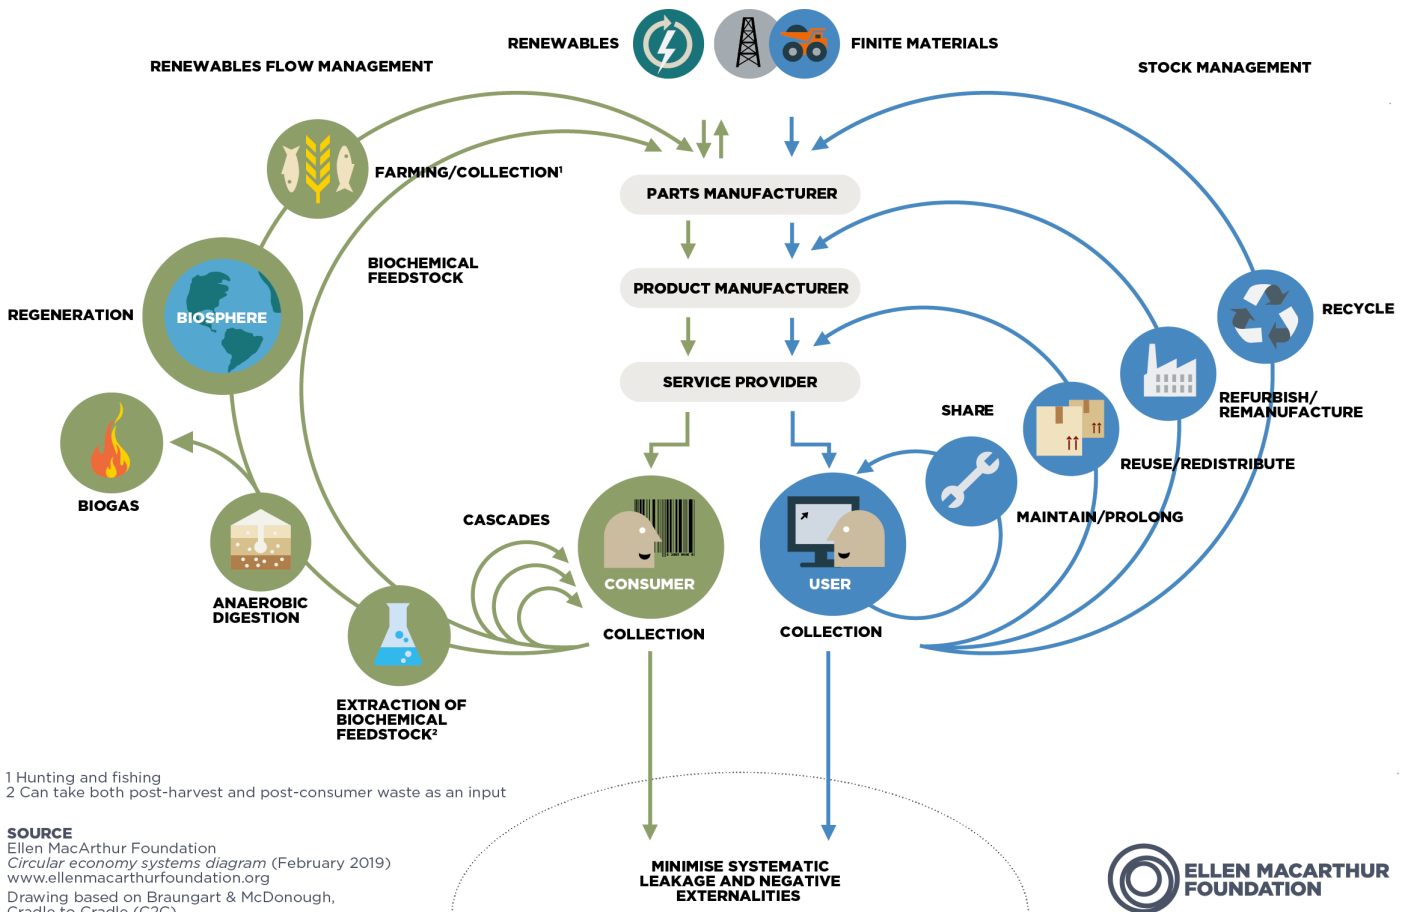 RENEWABLES
FINITE MATERIALS
RENEWABLES FLOW MANAGEMENT
STOCK MANAGEMENT
FARMING/COLLECTION¹
PARTS MANUFACTURER
BIOCHEMICAL
FEEDSTOCK
PRODUCT MANUFACTURER
REGENERATION
BIOSPHERE
RECYCLE
SERVICE PROVIDER
SHARE
REFURBISH/
REMANUFACTURE
REUSE/REDISTRIBUTE
BIOGAS
CASCADES
MAINTAIN/PROLONG
CONSUMER
USER
ANAEROBIC
DIGESTION
COLLECTION
COLLECTION
EXTRACTION OF
BIOCHEMICAL
FEEDSTOCK²
1 Hunting and fishing
2 Can take both post-harvest and post-consumer waste as an input
SOURCE
Ellen MacArthur Foundation
Circular economy systems diagram (February 2019)
www.ellenmacarthurfoundation.org
Drawing based on Braungart & McDonough,
Cradle to Cradle (C2C)
MINIMISE SYSTEMATIC
LEAKAGE AND NEGATIVE
EXTERNALITIES
ELLEN MACARTHUR
FOUNDATION